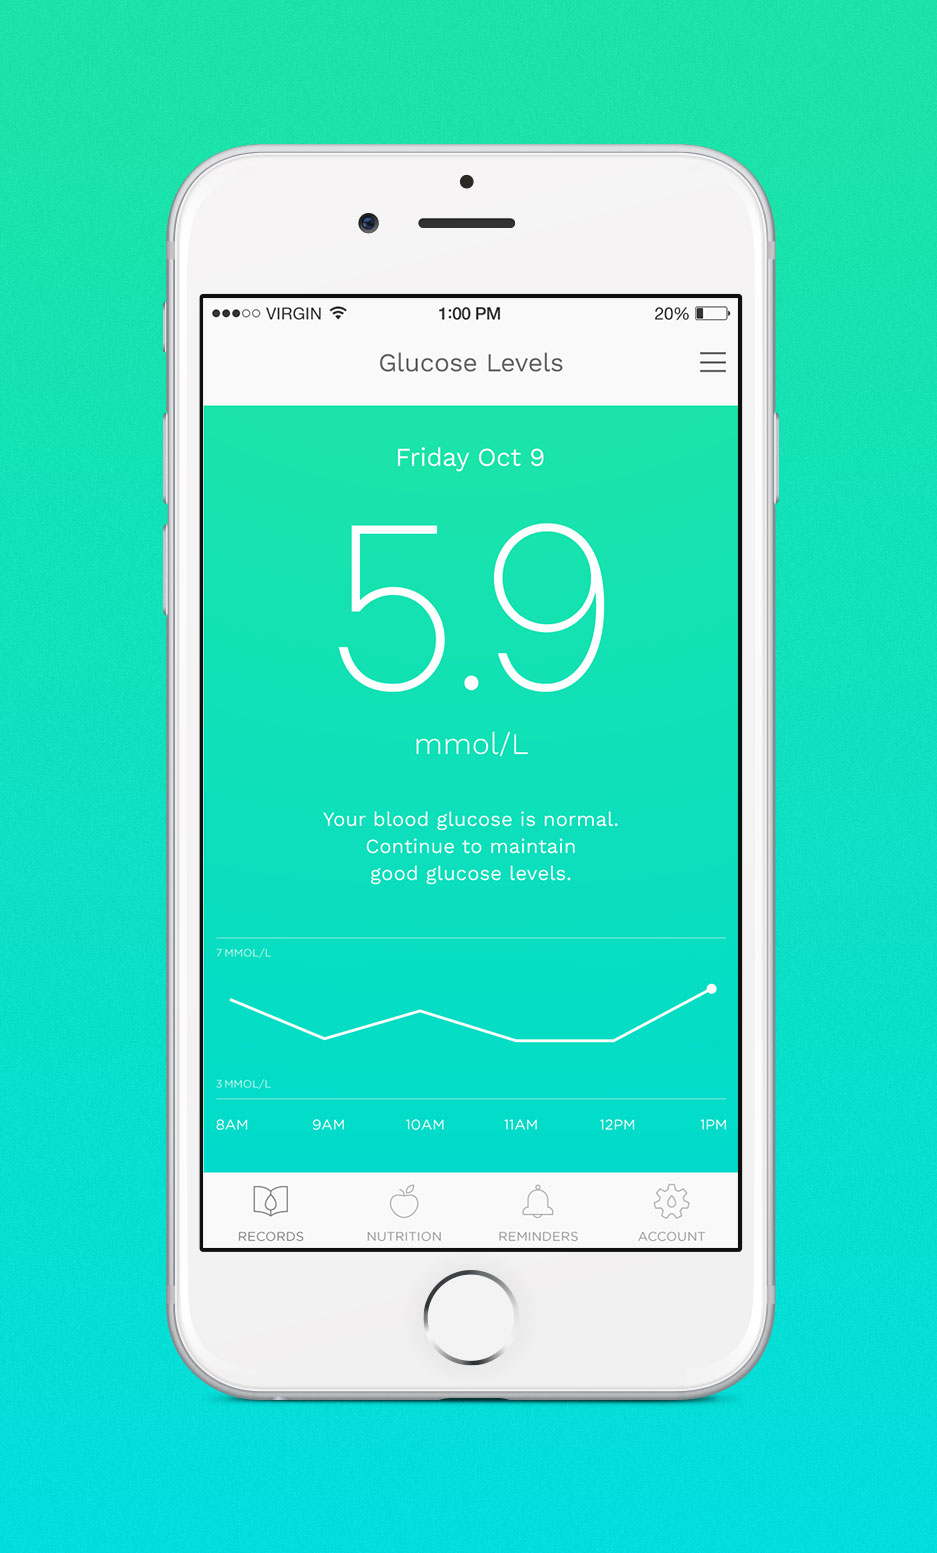 VIRGIN 1:00 PM 20%
Glucose Levels
Friday Oct 9
5.9
mmol/L
Your blood glucose is normal.
Continue to maintain
good glucose levels.
7 MMOL/L
3 MMOL/L
8AM 9AM 10AM 11AM 12PM 1PM
RECORDS NUTRITION REMINDERS ACCOUNT